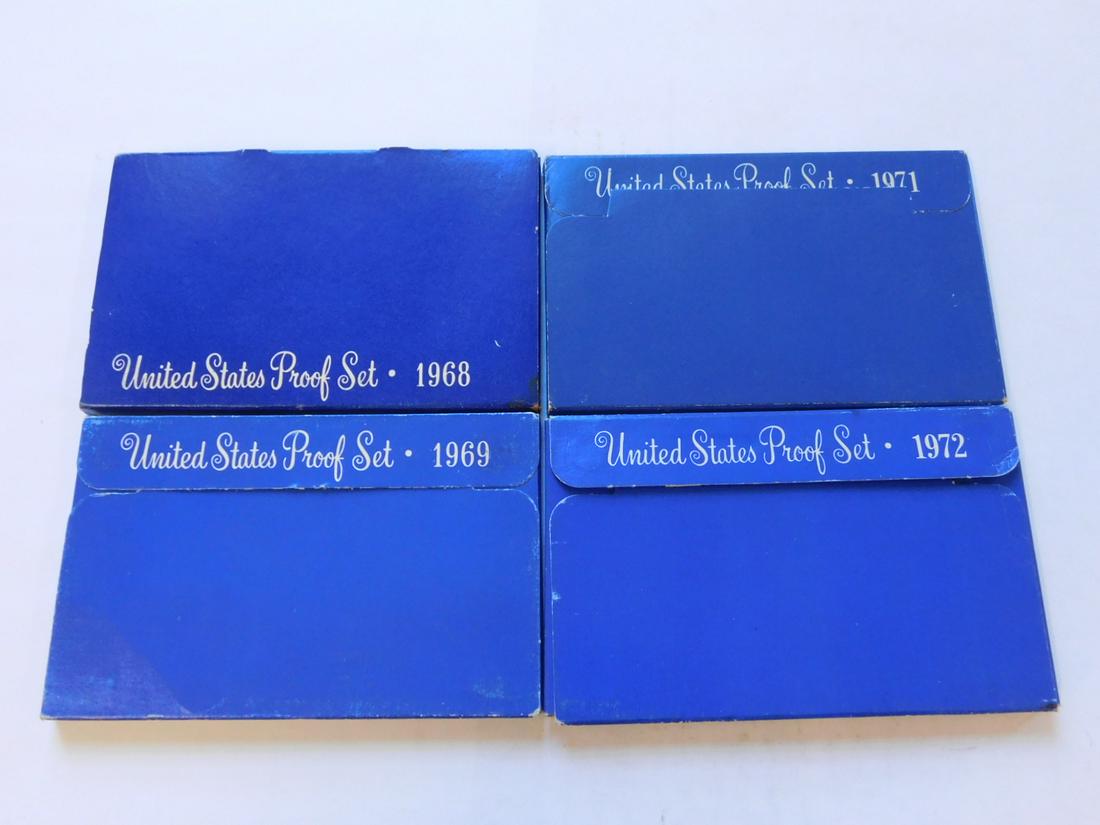 United States Proof Set • 1968
United States Proof Set • 1971
United States Proof Set • 1969
United States Proof Set • 1972